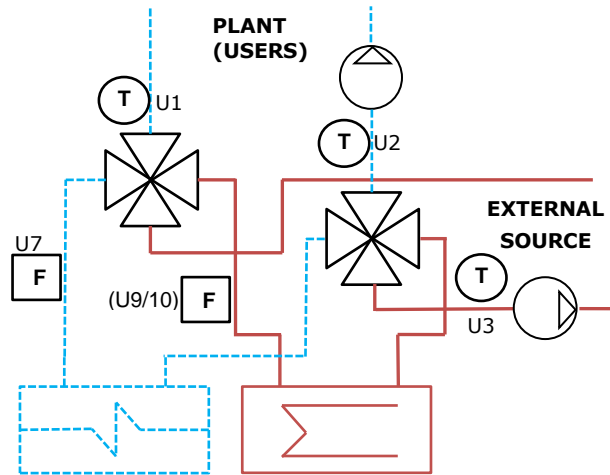 PLANT
(USERS)
T
U1
T
U2
EXTERNAL
SOURCE
U7
F
(U9/10)
F
T
U3